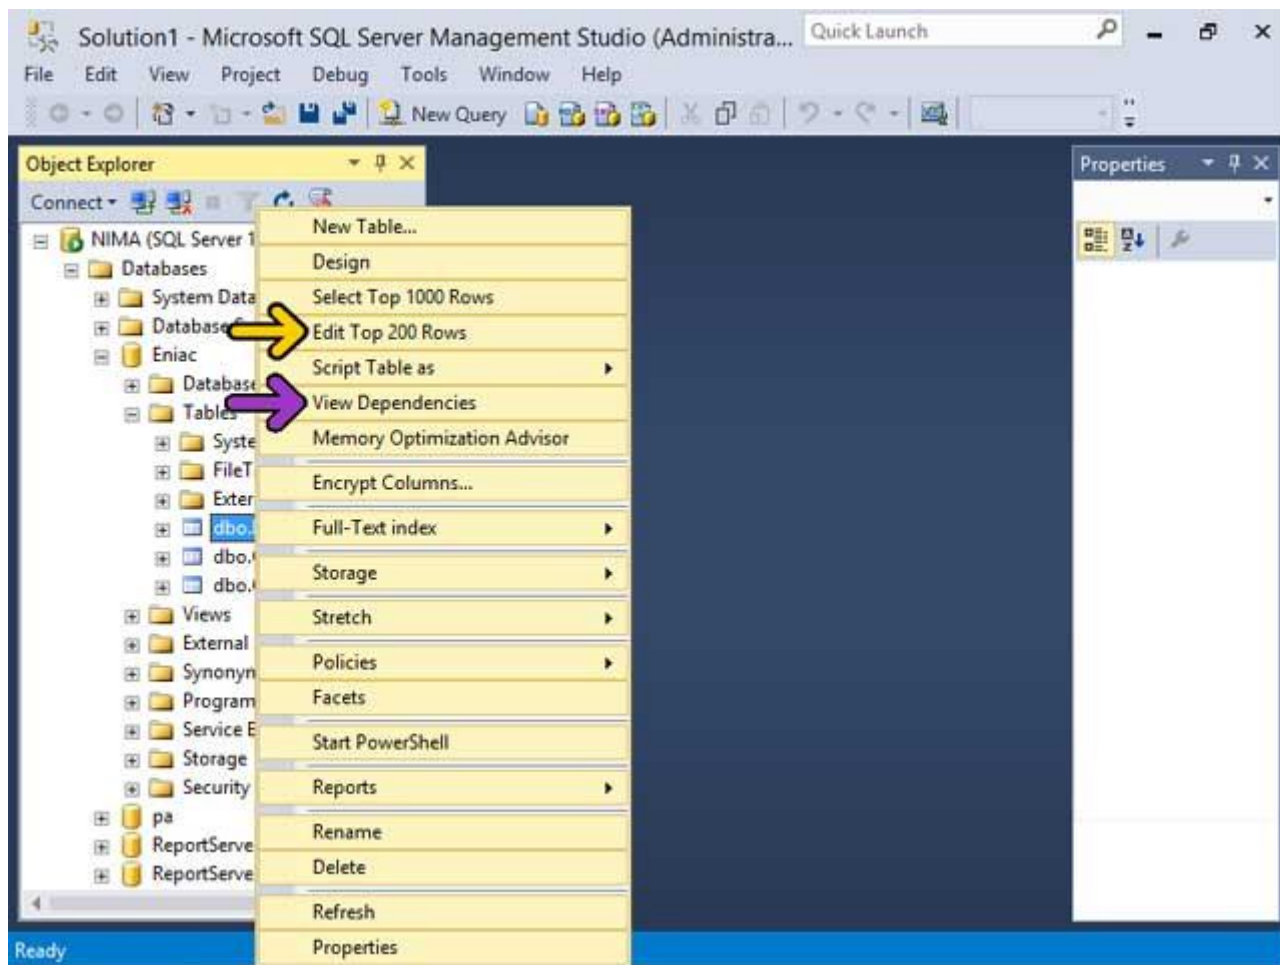 Solution1 - Microsoft SQL Server Management Studio (Administra...
Quick Launch
File Edit View Project Debug Tools Window Help
New Query
Object Explorer
Properties
Connect
NIMA (SQL Server 1
Databases
System Data
Database
Eniac
Database
Tables
Syste
FileT
Exter
dbo.
dbo.
dbo.
Views
External
Synonyn
Program
Service E
Storage
Security
pa
ReportServe
ReportServe
New Table...
Design
Select Top 1000 Rows
Edit Top 200 Rows
Script Table as
View Dependencies
Memory Optimization Advisor
Encrypt Columns...
Full-Text index
Storage
Stretch
Policies
Facets
Start PowerShell
Reports
Rename
Delete
Refresh
Properties
Ready